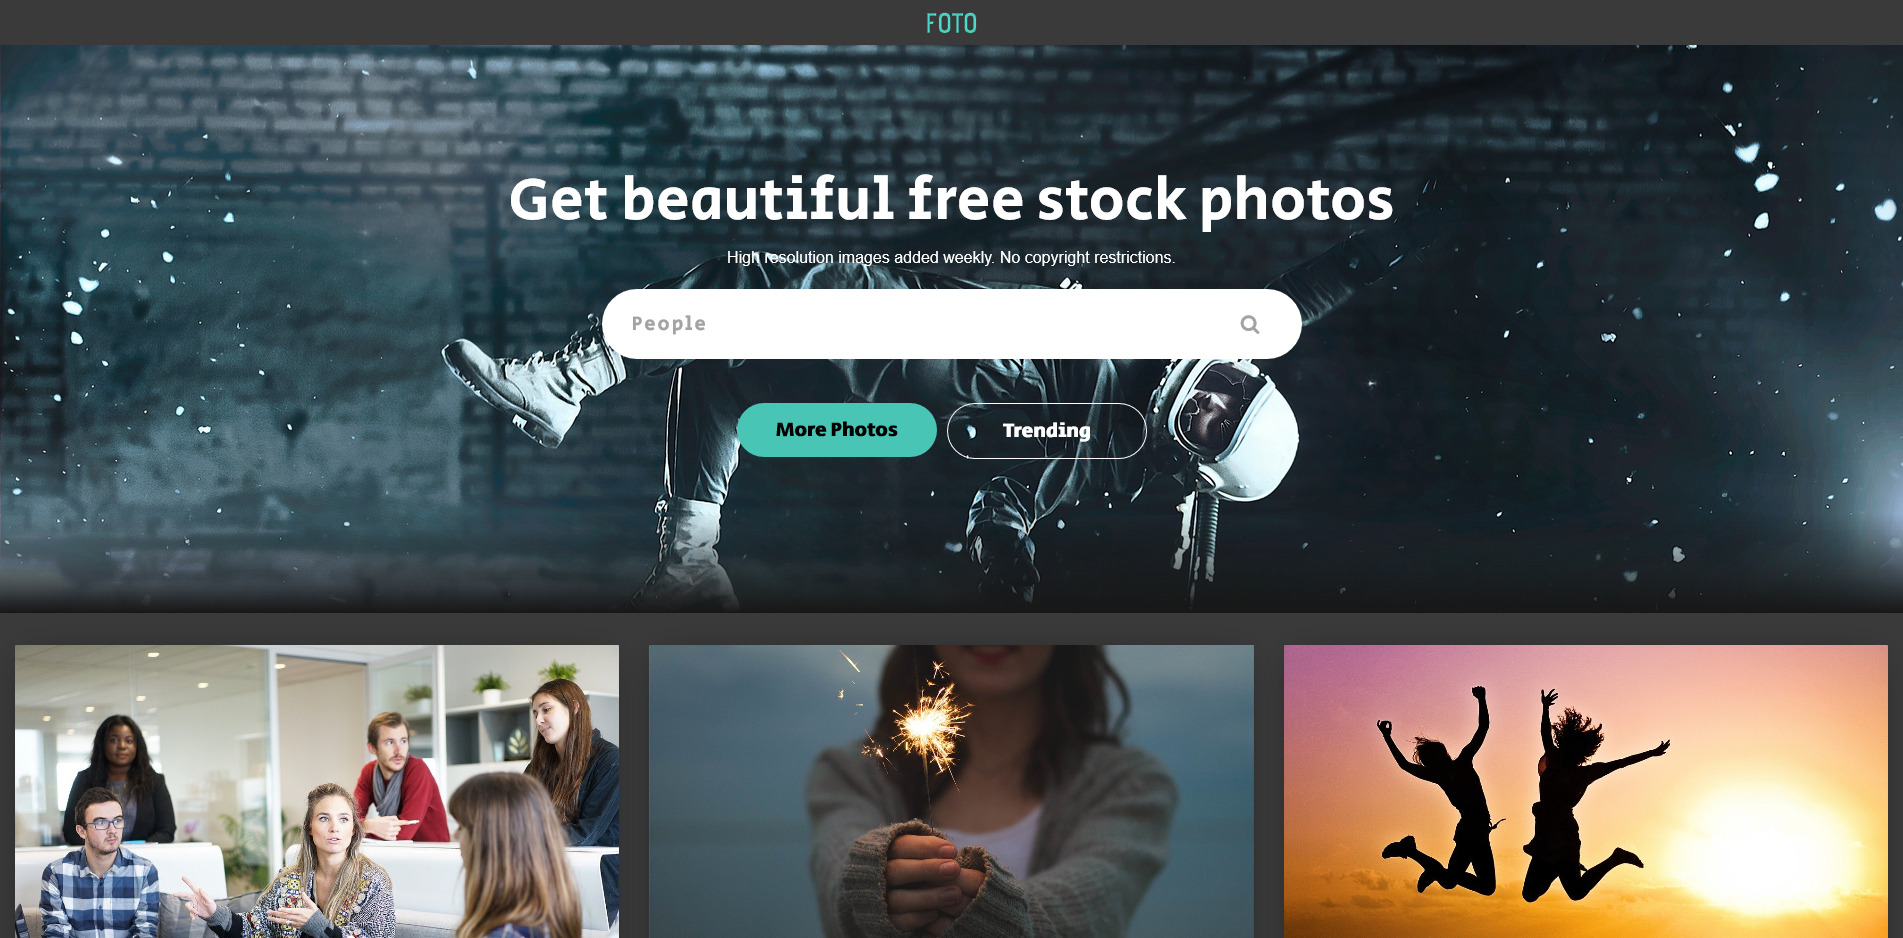 FOTO
Get beautiful free stock photos
High resolution images added weekly. No copyright restrictions.
People
More Photos
Trending